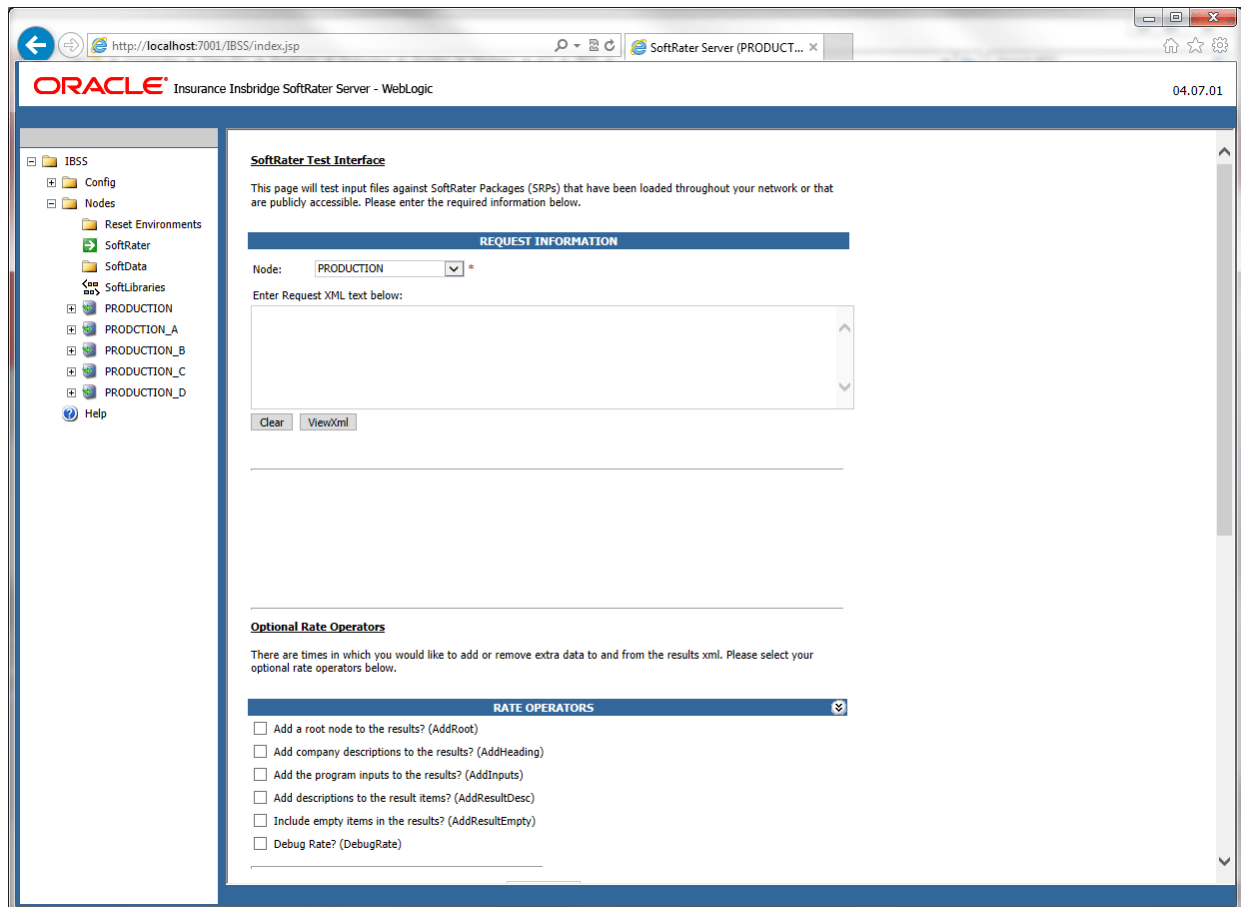 http://localhost:7001/IBSS/index.jsp
SoftRater Server (PRODUCT...
ORACLE Insurance Insbridge SoftRater Server - WebLogic
04.07.01
IBSS
Config
Nodes
Reset Environments
SoftRater
SoftData
SoftLibraries
PRODUCTION
PRODCTION_A
PRODUCTION_B
PRODUCTION_C
PRODUCTION_D
Help
SoftRater Test Interface
This page will test input files against SoftRater Packages (SRPs) that have been loaded throughout your network or that
are publicly accessible. Please enter the required information below.
REQUEST INFORMATION
Node: PRODUCTION *
Enter Request XML text below:
Clear ViewXml
Optional Rate Operators
There are times in which you would like to add or remove extra data to and from the results xml. Please select your
optional rate operators below.
RATE OPERATORS
Add a root node to the results? (AddRoot)
Add company descriptions to the results? (AddHeading)
Add the program inputs to the results? (AddInputs)
Add descriptions to the result items? (AddResultDesc)
Include empty items in the results? (AddResultEmpty)
Debug Rate? (DebugRate)